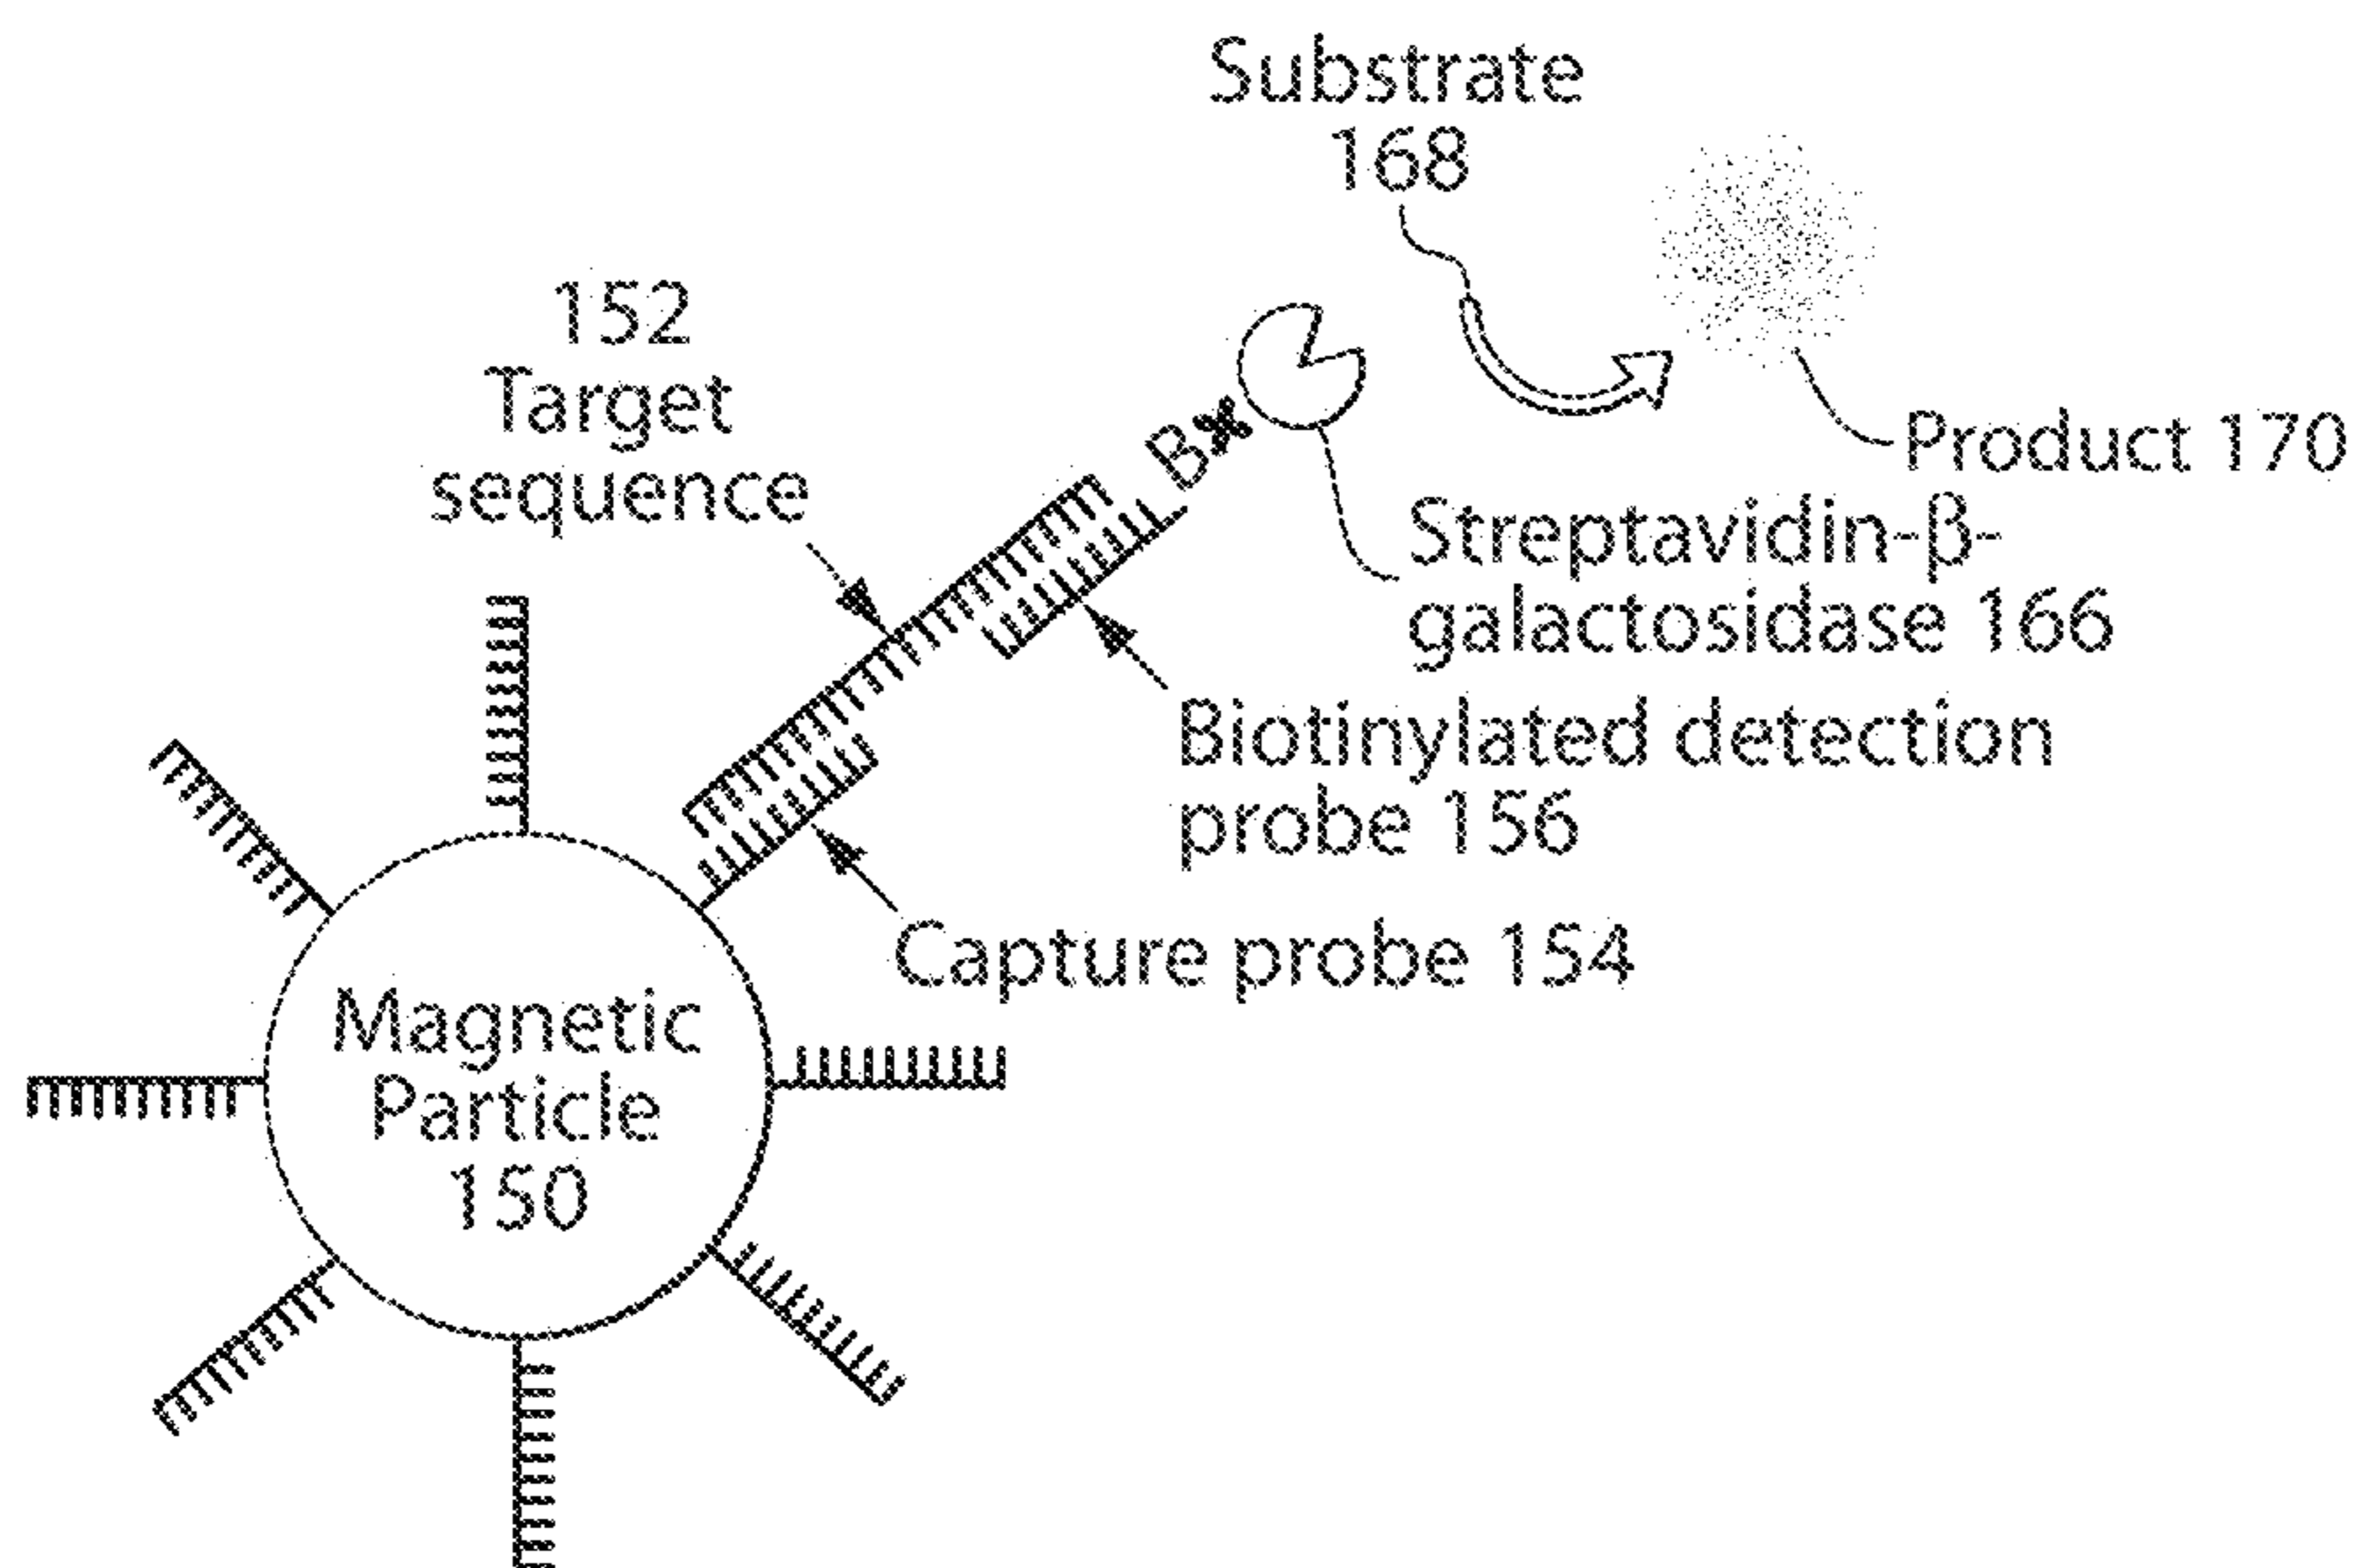 Substrate
168
152
Target
sequence
Bx
Product 170
Streptavidin-β-
galactosidase 166
Biotinylated detection
probe 156
Capture probe 154
Magnetic
Particle
150